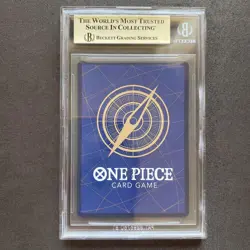 THE WORLD'S MOST TRUSTED
SOURCE IN COLLECTING
BECKETT GRADING SERVICES
ONE PIECE
CARD GAME